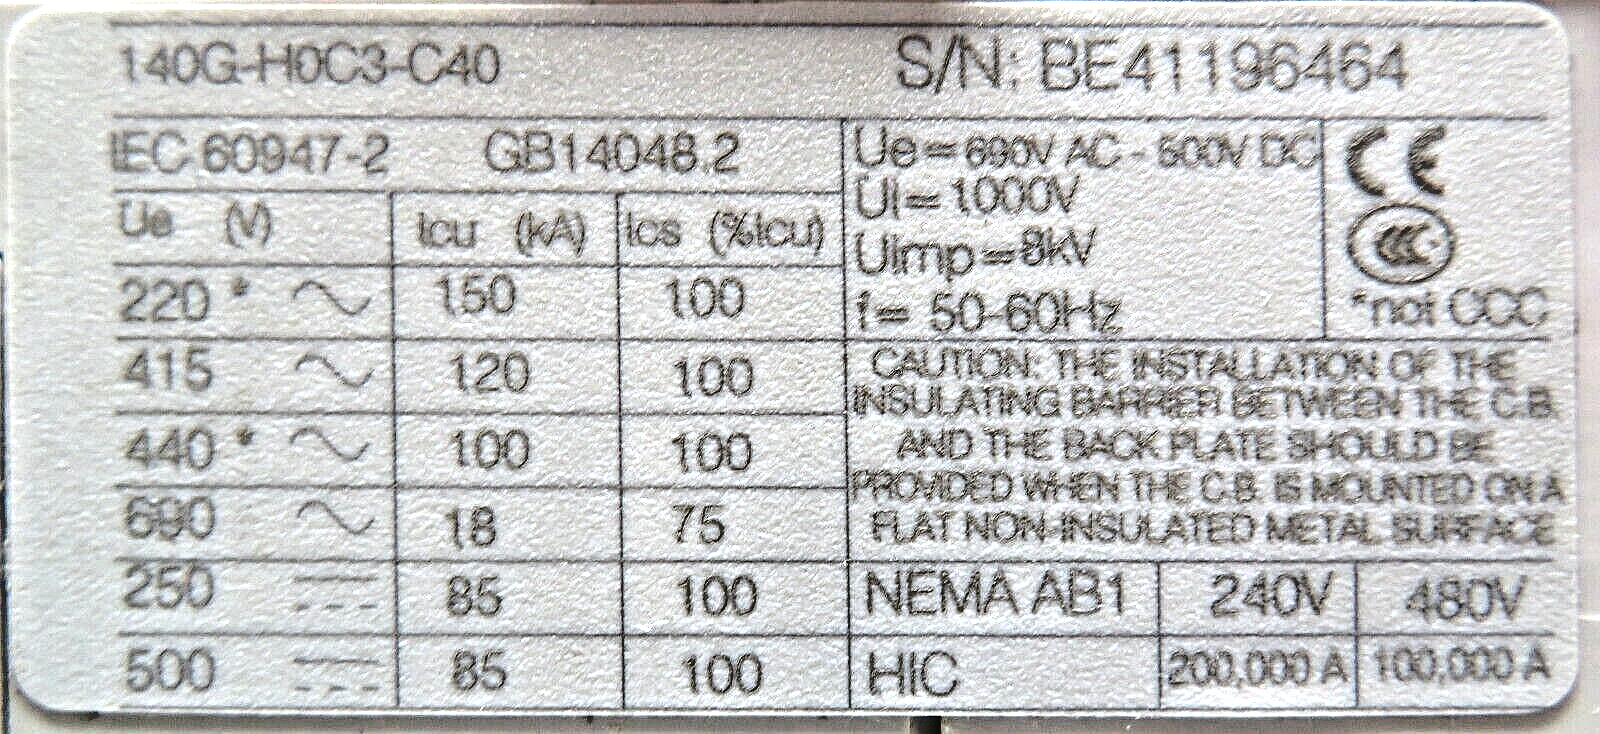 140G-H0C3-C40 S/N: BE41196464
IEC 60947-2 GB14048.2
Ue (V) Icu (kA) Ics (%Icu)
220 * ~ 150 100
415 ~ 120 100
440 * ~ 100 100
690 ~ 18 75
250 ⎓ 85 100
500 ⎓ 85 100
Ue=690V AC - 500V DC
Ui=1000V
Uimp=8kV
f= 50-60Hz
CE
CCC
*not CCC
CAUTION: THE INSTALLATION OF THE
INSULATING BARRIER BETWEEN THE C.B.
AND THE BACK PLATE SHOULD BE
PROVIDED WHEN THE C.B. IS MOUNTED ON A
FLAT NON-INSULATED METAL SURFACE
NEMA AB1 240V 480V
HIC 200,000 A 100,000 A